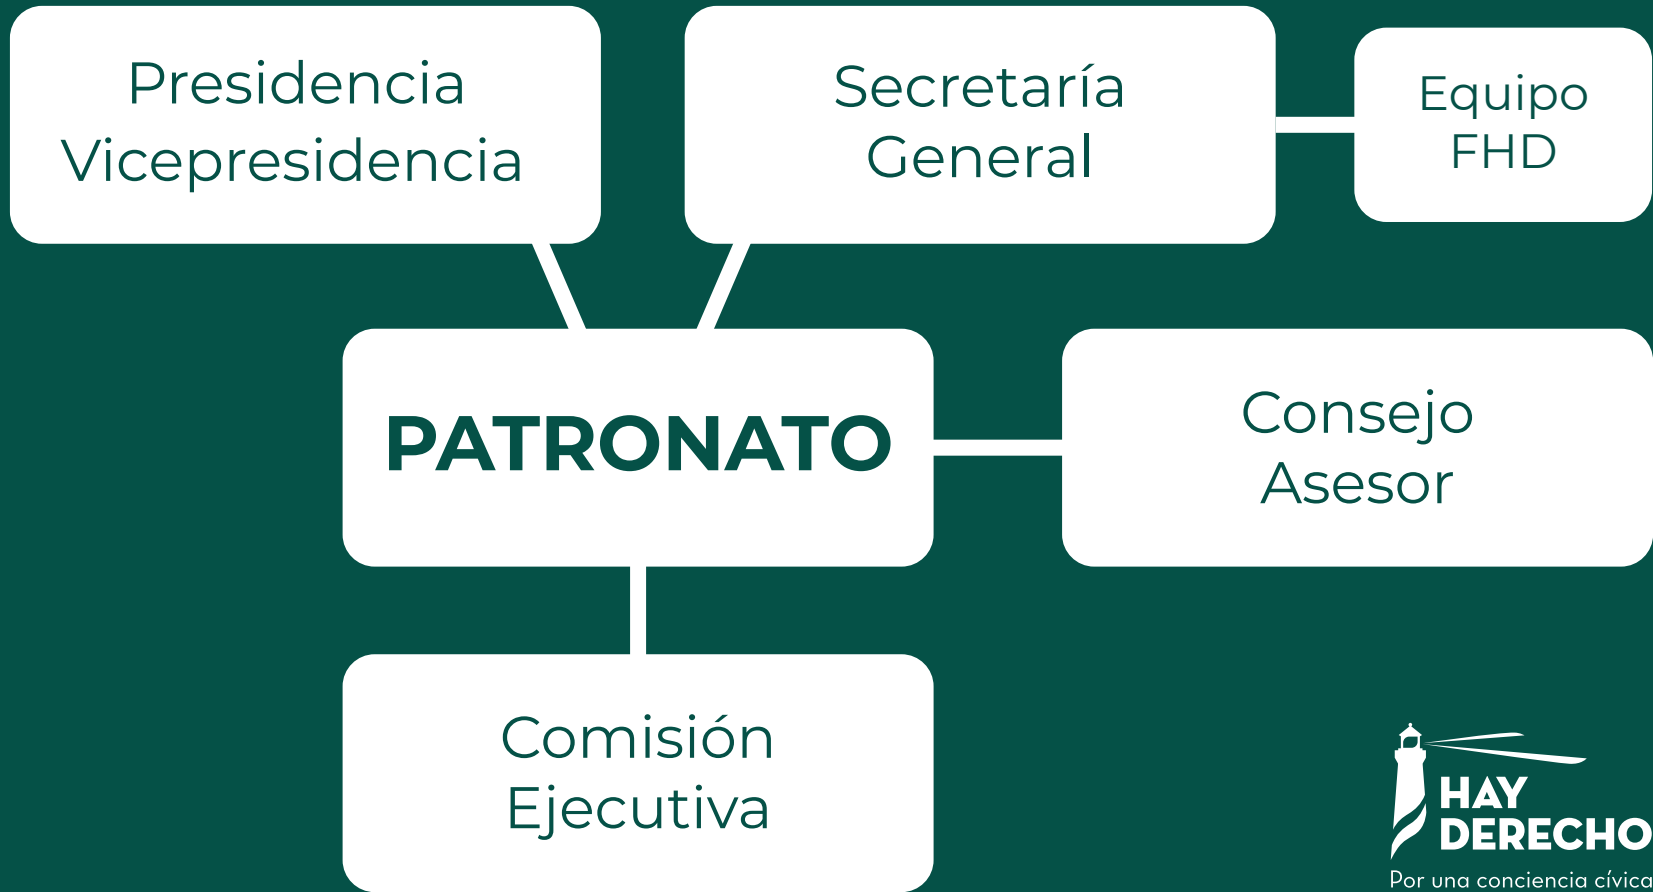 Presidencia
Vicepresidencia
Secretaría
General
Equipo
FHD
PATRONATO
Consejo
Asesor
Comisión
Ejecutiva
HAY
DERECHO
Por una conciencia cívica